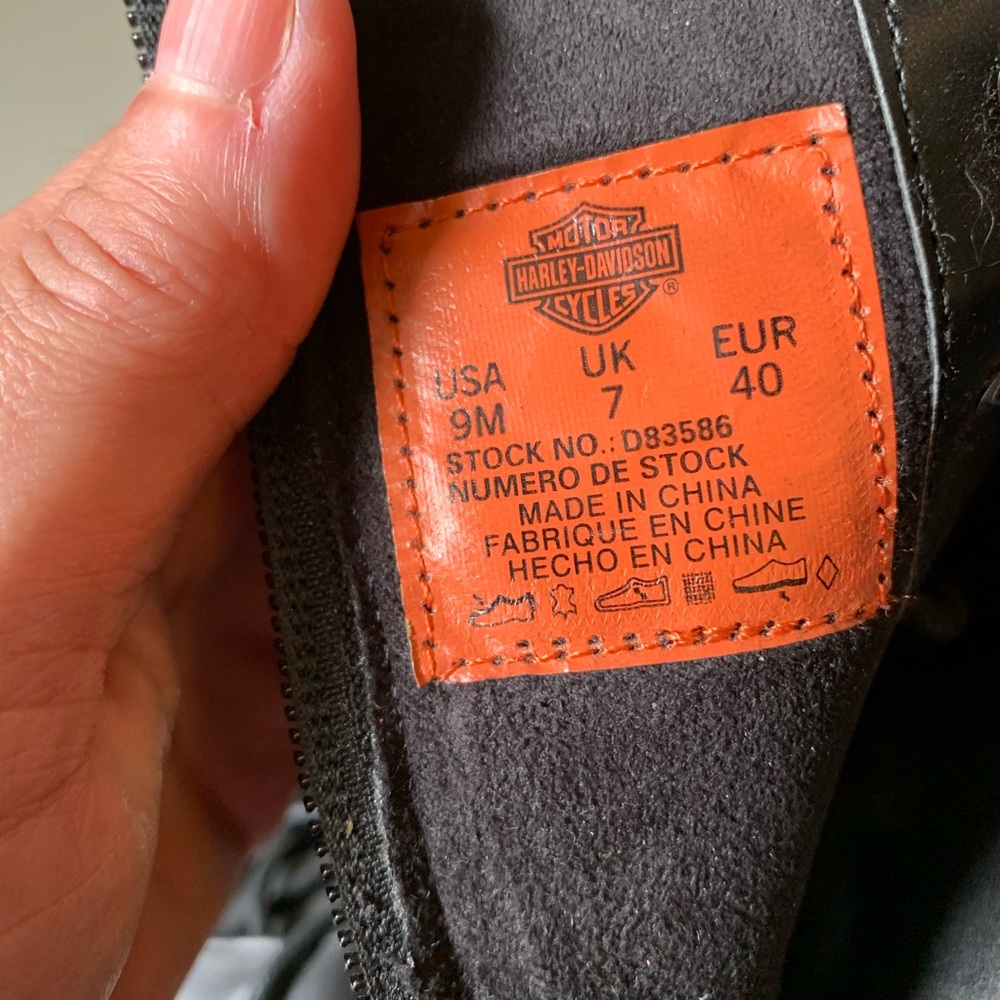 MOTOR
HARLEY-DAVIDSON
CYCLES ®
USA UK EUR
9M 7 40
STOCK NO.: D83586
NUMERO DE STOCK
MADE IN CHINA
FABRIQUE EN CHINE
HECHO EN CHINA